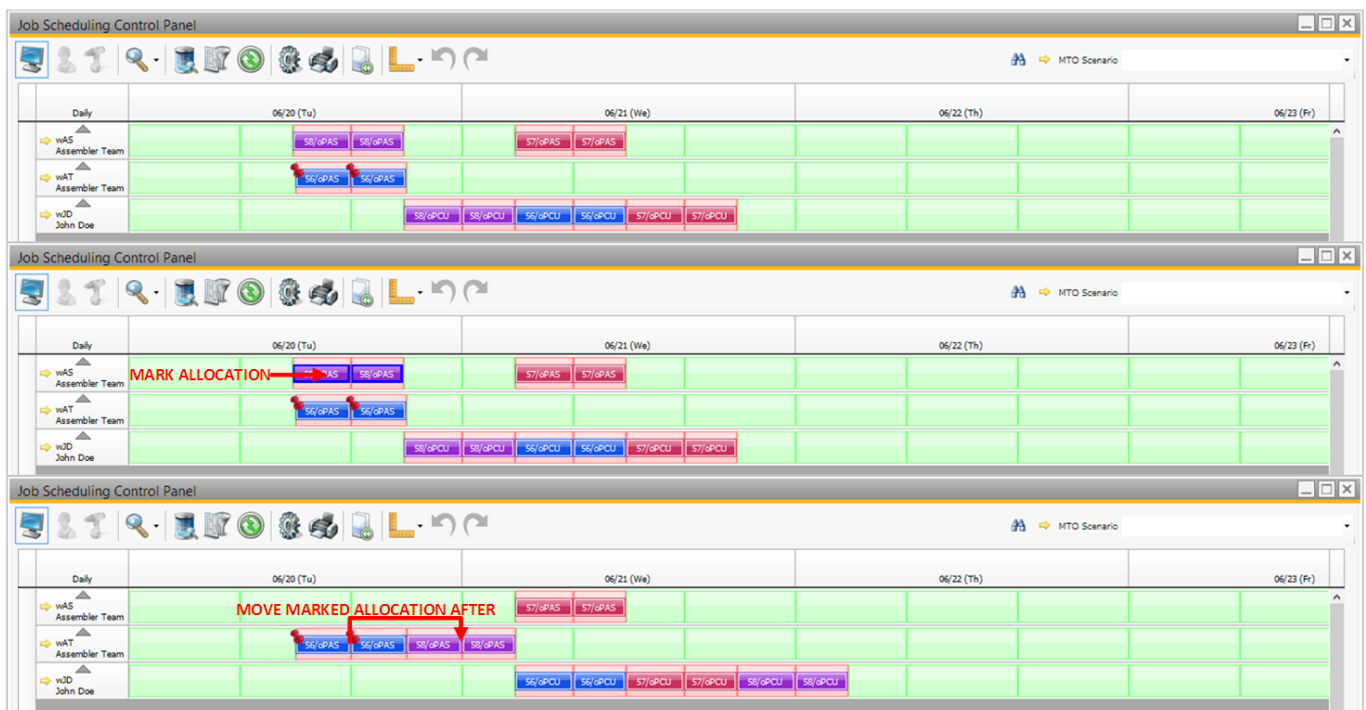 Job Scheduling Control Panel
MTO Scenario
Daily 06/20 (Tu) 06/21 (We) 06/22 (Th) 06/23 (Fr)
wAS
Assembler Team
58/oPAS 58/oPAS 57/oPAS 57/oPAS
wAT
Assembler Team
56/oPAS 56/oPAS
wJD
John Doe
58/oPCU 58/oPCU 56/oPCU 56/oPCU 57/oPCU 57/oPCU
Job Scheduling Control Panel
MTO Scenario
Daily 06/20 (Tu) 06/21 (We) 06/22 (Th) 06/23 (Fr)
wAS
Assembler Team
MARK ALLOCATION
58/oPAS 57/oPAS 57/oPAS
wAT
Assembler Team
56/oPAS 56/oPAS
wJD
John Doe
58/oPCU 58/oPCU 56/oPCU 56/oPCU 57/oPCU 57/oPCU
Job Scheduling Control Panel
MTO Scenario
Daily 06/20 (Tu) 06/21 (We) 06/22 (Th) 06/23 (Fr)
wAS
Assembler Team
MOVE MARKED ALLOCATION AFTER
57/oPAS 57/oPAS
wAT
Assembler Team
56/oPAS 56/oPAS 58/oPAS 58/oPAS
wJD
John Doe
56/oPCU 56/oPCU 57/oPCU 57/oPCU 58/oPCU 58/oPCU